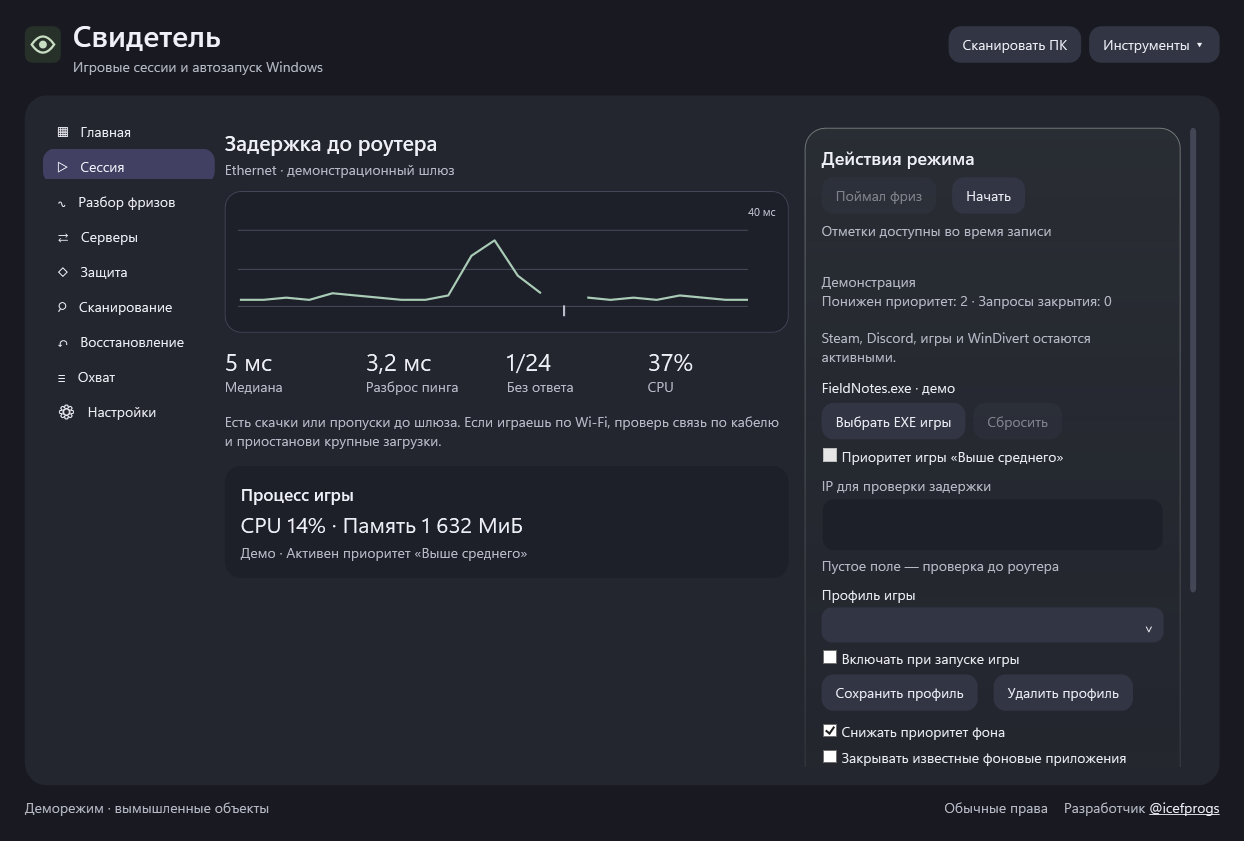 Свидетель
Игровые сессии и автозапуск Windows
Сканировать ПК
Инструменты
Главная
Сессия
Разбор фризов
Серверы
Защита
Сканирование
Восстановление
Охват
Настройки
Задержка до роутера
Ethernet · демонстрационный шлюз
40 мс
5 мс
Медиана
3,2 мс
Разброс пинга
1/24
Без ответа
37%
CPU
Есть скачки или пропуски до шлюза. Если играешь по Wi-Fi, проверь связь по кабелю
и приостанови крупные загрузки.
Процесс игры
CPU 14% · Память 1 632 МиБ
Демо · Активен приоритет «Выше среднего»
Действия режима
Поймал фриз
Начать
Отметки доступны во время записи
Демонстрация
Понижен приоритет: 2 · Запросы закрытия: 0
Steam, Discord, игры и WinDivert остаются
активными.
FieldNotes.exe · демо
Выбрать EXE игры
Сбросить
Приоритет игры «Выше среднего»
IP для проверки задержки
Пустое поле — проверка до роутера
Профиль игры
Включать при запуске игры
Сохранить профиль
Удалить профиль
Снижать приоритет фона
Закрывать известные фоновые приложения
Деморежим · вымышленные объекты
Обычные права
Разработчик @icefprogs